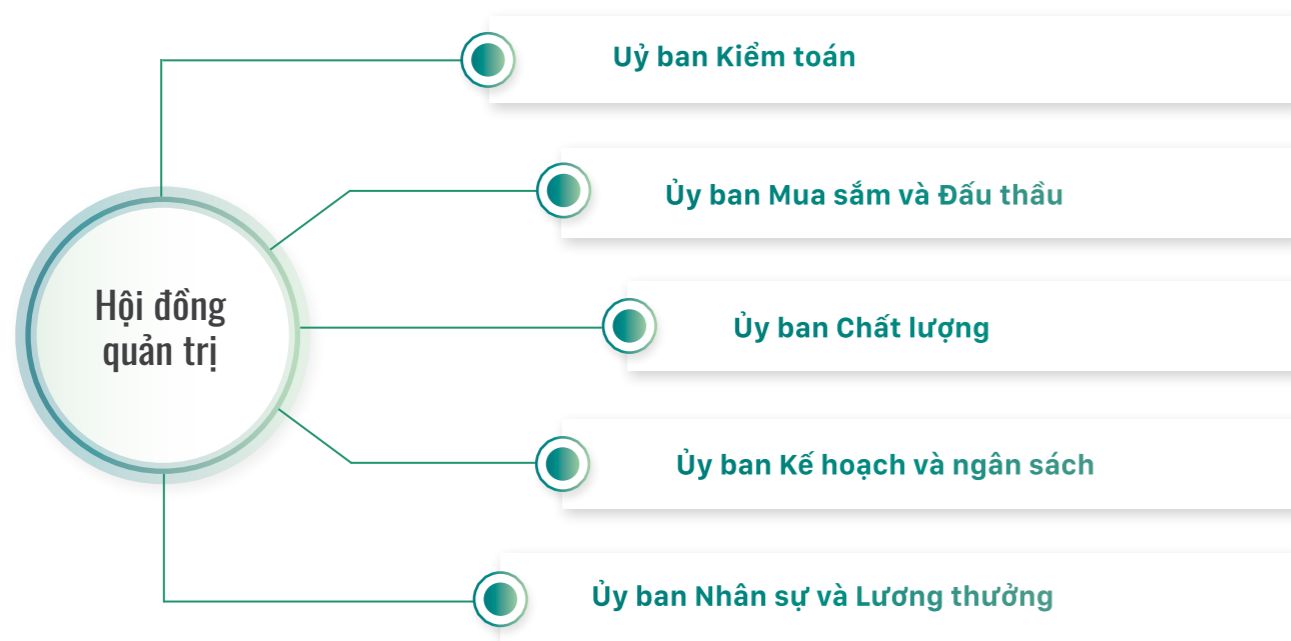 Uỷ ban Kiểm toán
Ủy ban Mua sắm và Đấu thầu
Hội đồng
quản trị
Ủy ban Chất lượng
Ủy ban Kế hoạch và ngân sách
Ủy ban Nhân sự và Lương thưởng